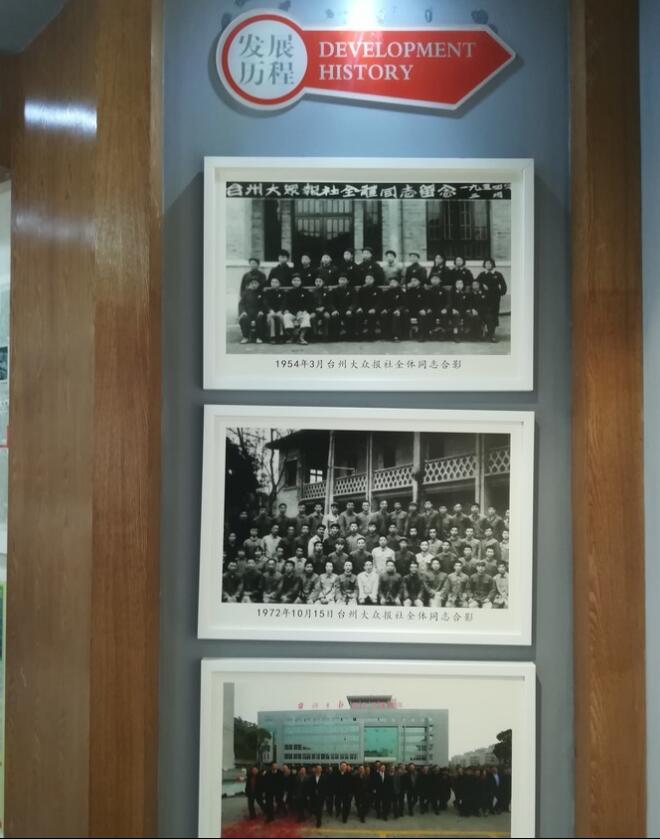 发展
历程
DEVELOPMENT
HISTORY
台州大众报社全体同志留念
1954年3月台州大众报社全体同志合影
1972年10月15日台州大众报社全体同志合影